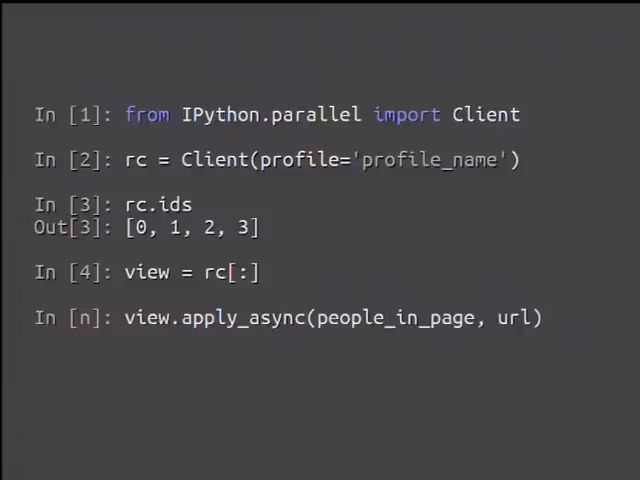 In [1]: from IPython.parallel import Client
In [2]: rc = Client(profile='profile_name')
In [3]: rc.ids
Out[3]: [0, 1, 2, 3]
In [4]: view = rc[:]
In [n]: view.apply_async(people_in_page, url)